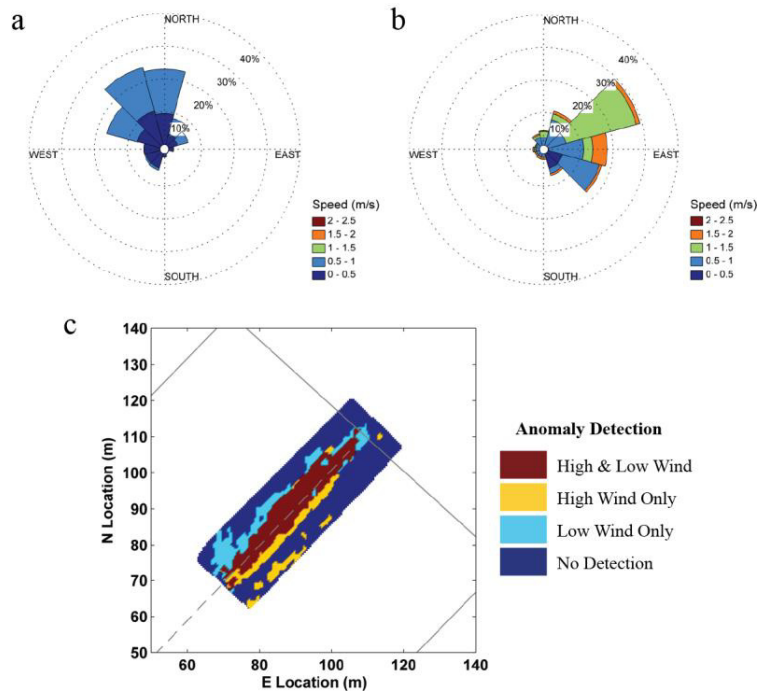 a
NORTH
40%
30%
20%
10%
WEST
EAST
SOUTH
Speed (m/s)
2 - 2.5
1.5 - 2
1 - 1.5
0.5 - 1
0 - 0.5
b
NORTH
40%
30%
20%
10%
WEST
EAST
SOUTH
Speed (m/s)
2 - 2.5
1.5 - 2
1 - 1.5
0.5 - 1
0 - 0.5
c
140
130
120
110
100
90
80
70
60
50
N Location (m)
60 80 100 120 140
E Location (m)
Anomaly Detection
High & Low Wind
High Wind Only
Low Wind Only
No Detection